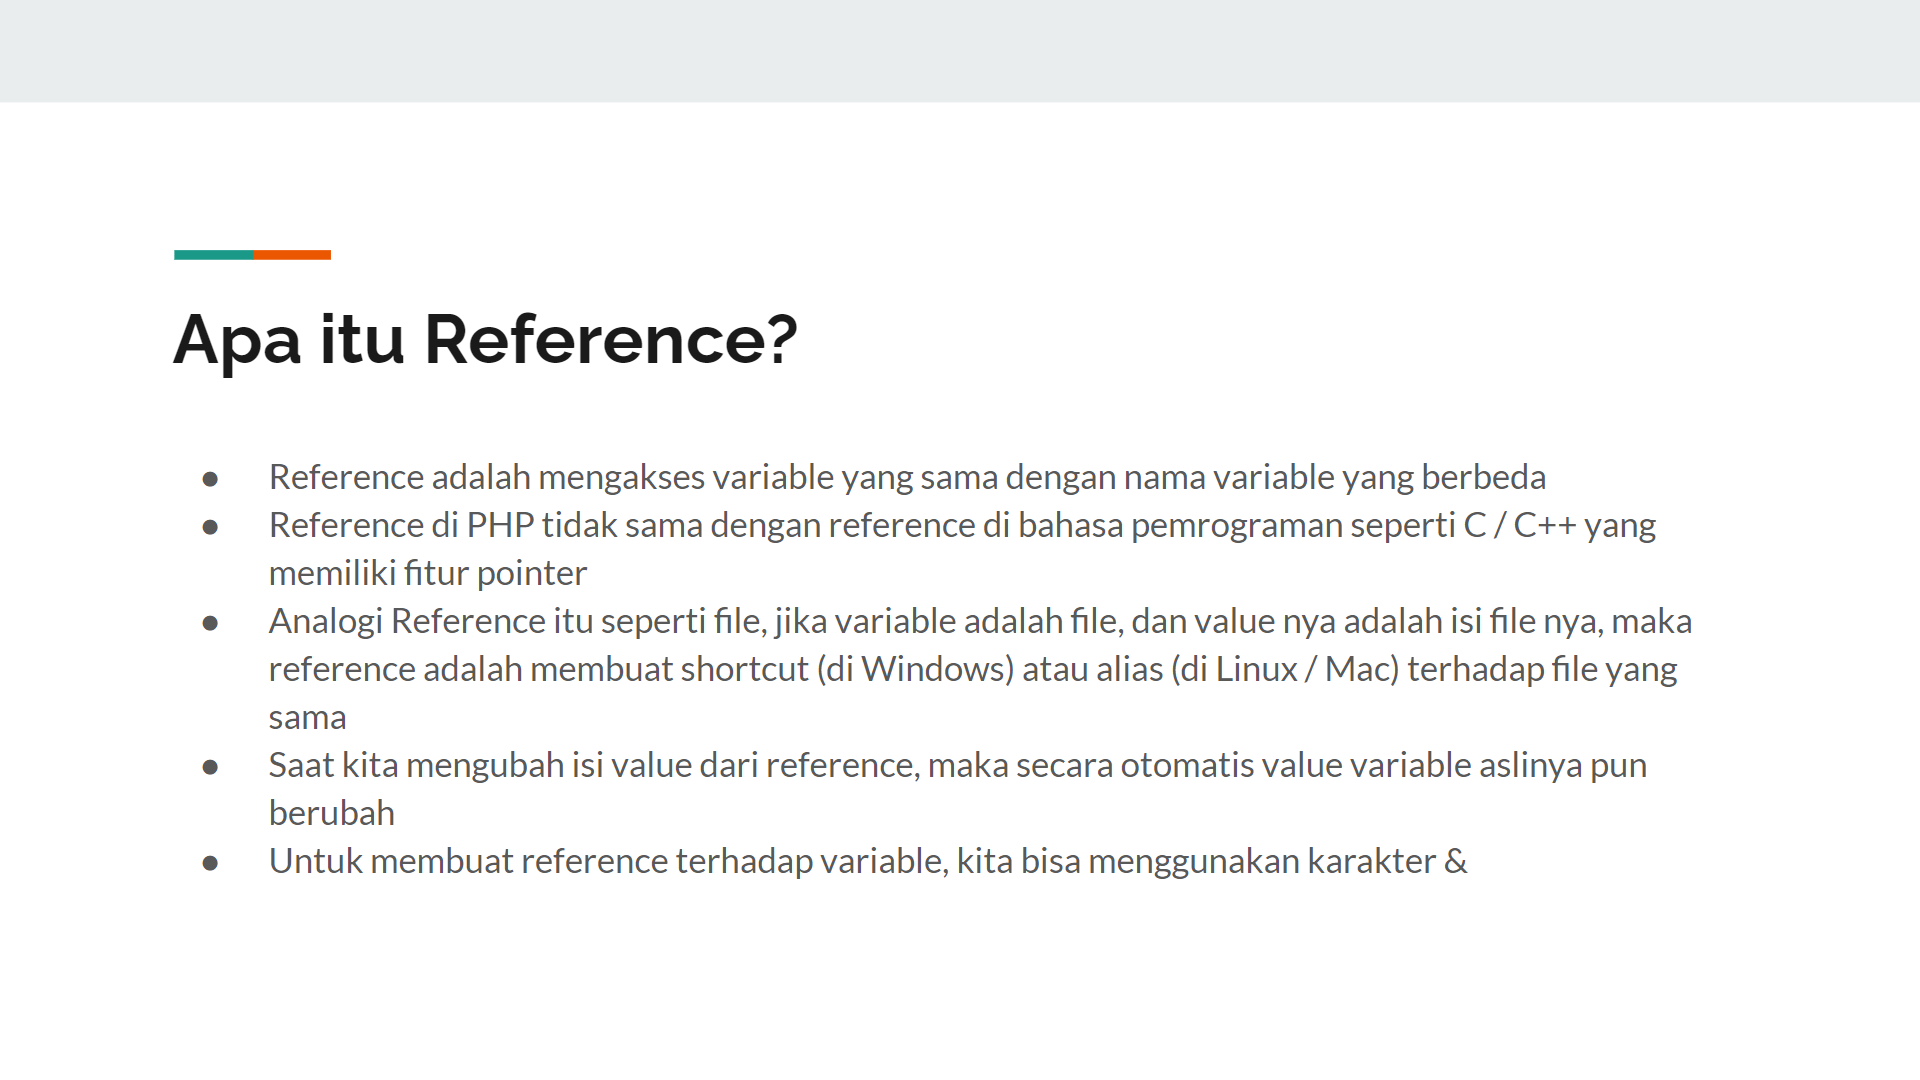 Apa itu Reference?
● Reference adalah mengakses variable yang sama dengan nama variable yang berbeda
● Reference di PHP tidak sama dengan reference di bahasa pemrograman seperti C / C++ yang
memiliki fitur pointer
● Analogi Reference itu seperti file, jika variable adalah file, dan value nya adalah isi file nya, maka
reference adalah membuat shortcut (di Windows) atau alias (di Linux / Mac) terhadap file yang
sama
● Saat kita mengubah isi value dari reference, maka secara otomatis value variable aslinya pun
berubah
● Untuk membuat reference terhadap variable, kita bisa menggunakan karakter &